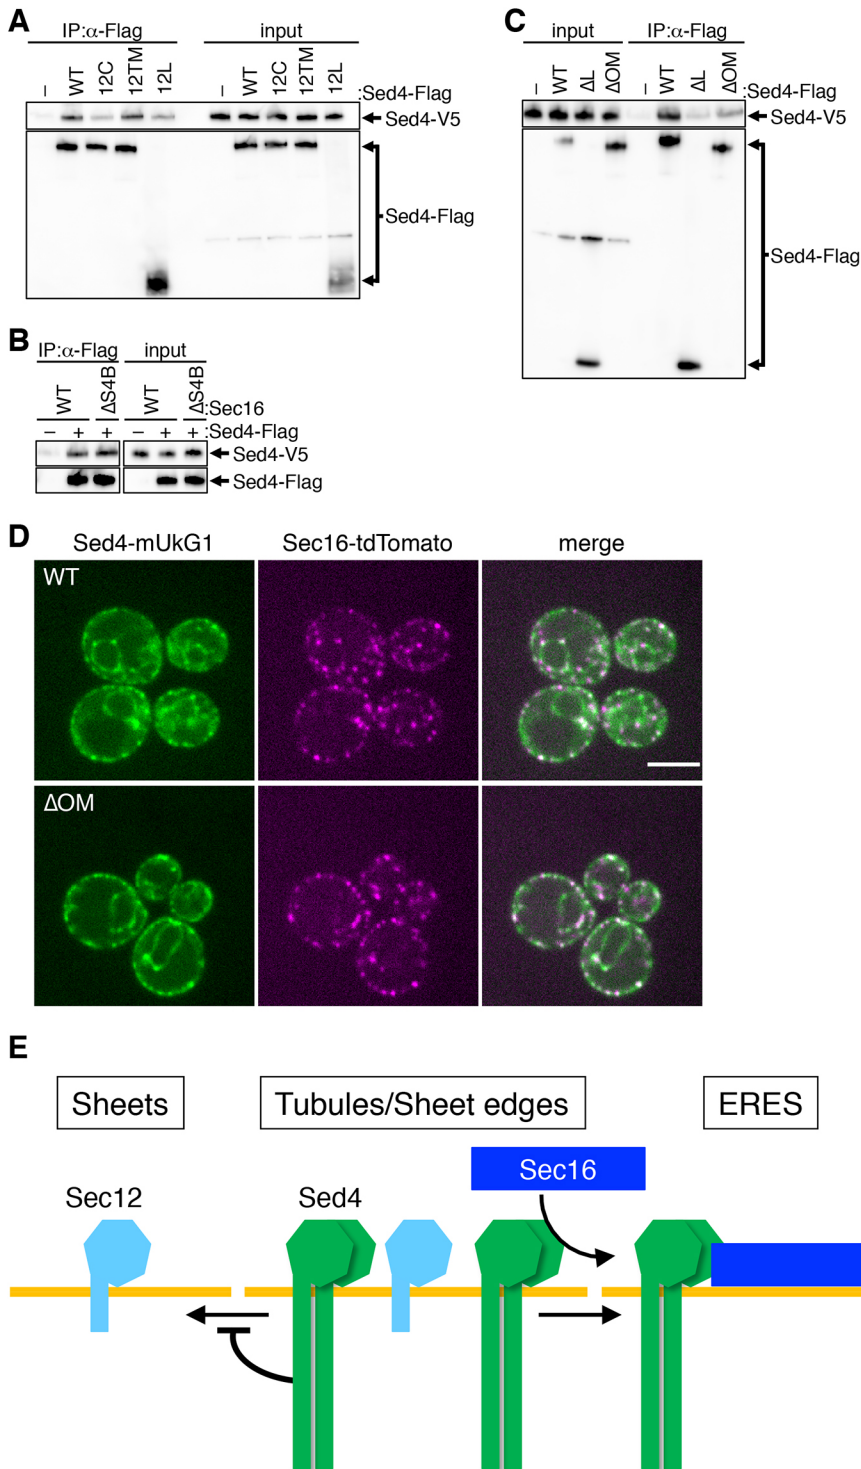 A
IP:α-Flag
input
–
WT
12C
12TM
12L
–
WT
12C
12TM
12L
:Sed4-Flag
Sed4-V5
Sed4-Flag
C
input
IP:α-Flag
–
WT
ΔL
ΔOM
–
WT
ΔL
ΔOM
:Sed4-Flag
Sed4-V5
Sed4-Flag
B
IP:α-Flag
input
WT
ΔS4B
WT
ΔS4B
:Sec16
– + + – + + :Sed4-Flag
Sed4-V5
Sed4-Flag
D
Sed4-mUkG1
Sec16-tdTomato
merge
WT
ΔOM
E
Sheets
Tubules/Sheet edges
ERES
Sec16
Sec12
Sed4